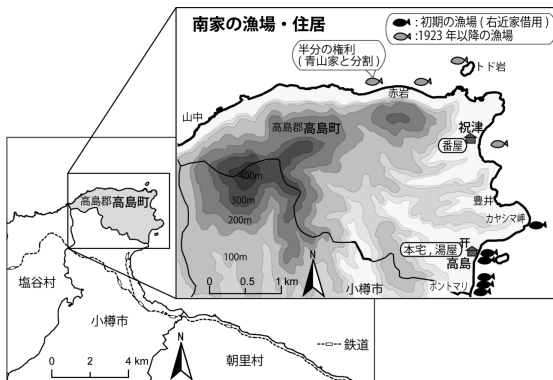 南家の漁場・住居
:初期の漁場(右近家借用)
:1923年以降の漁場
半分の権利
(青山家と分割)
トド岩
赤岩
山中
高島郡高島町
祝津
番屋
400m
300m
200m
100m
豊井
カヤシマ岬
本宅,湯屋
高島
ポントマリ
小樽市
0 0.5 1 km
高島郡高島町
塩谷村
小樽市
朝里村
鉄道
0 2 4 km
N
N